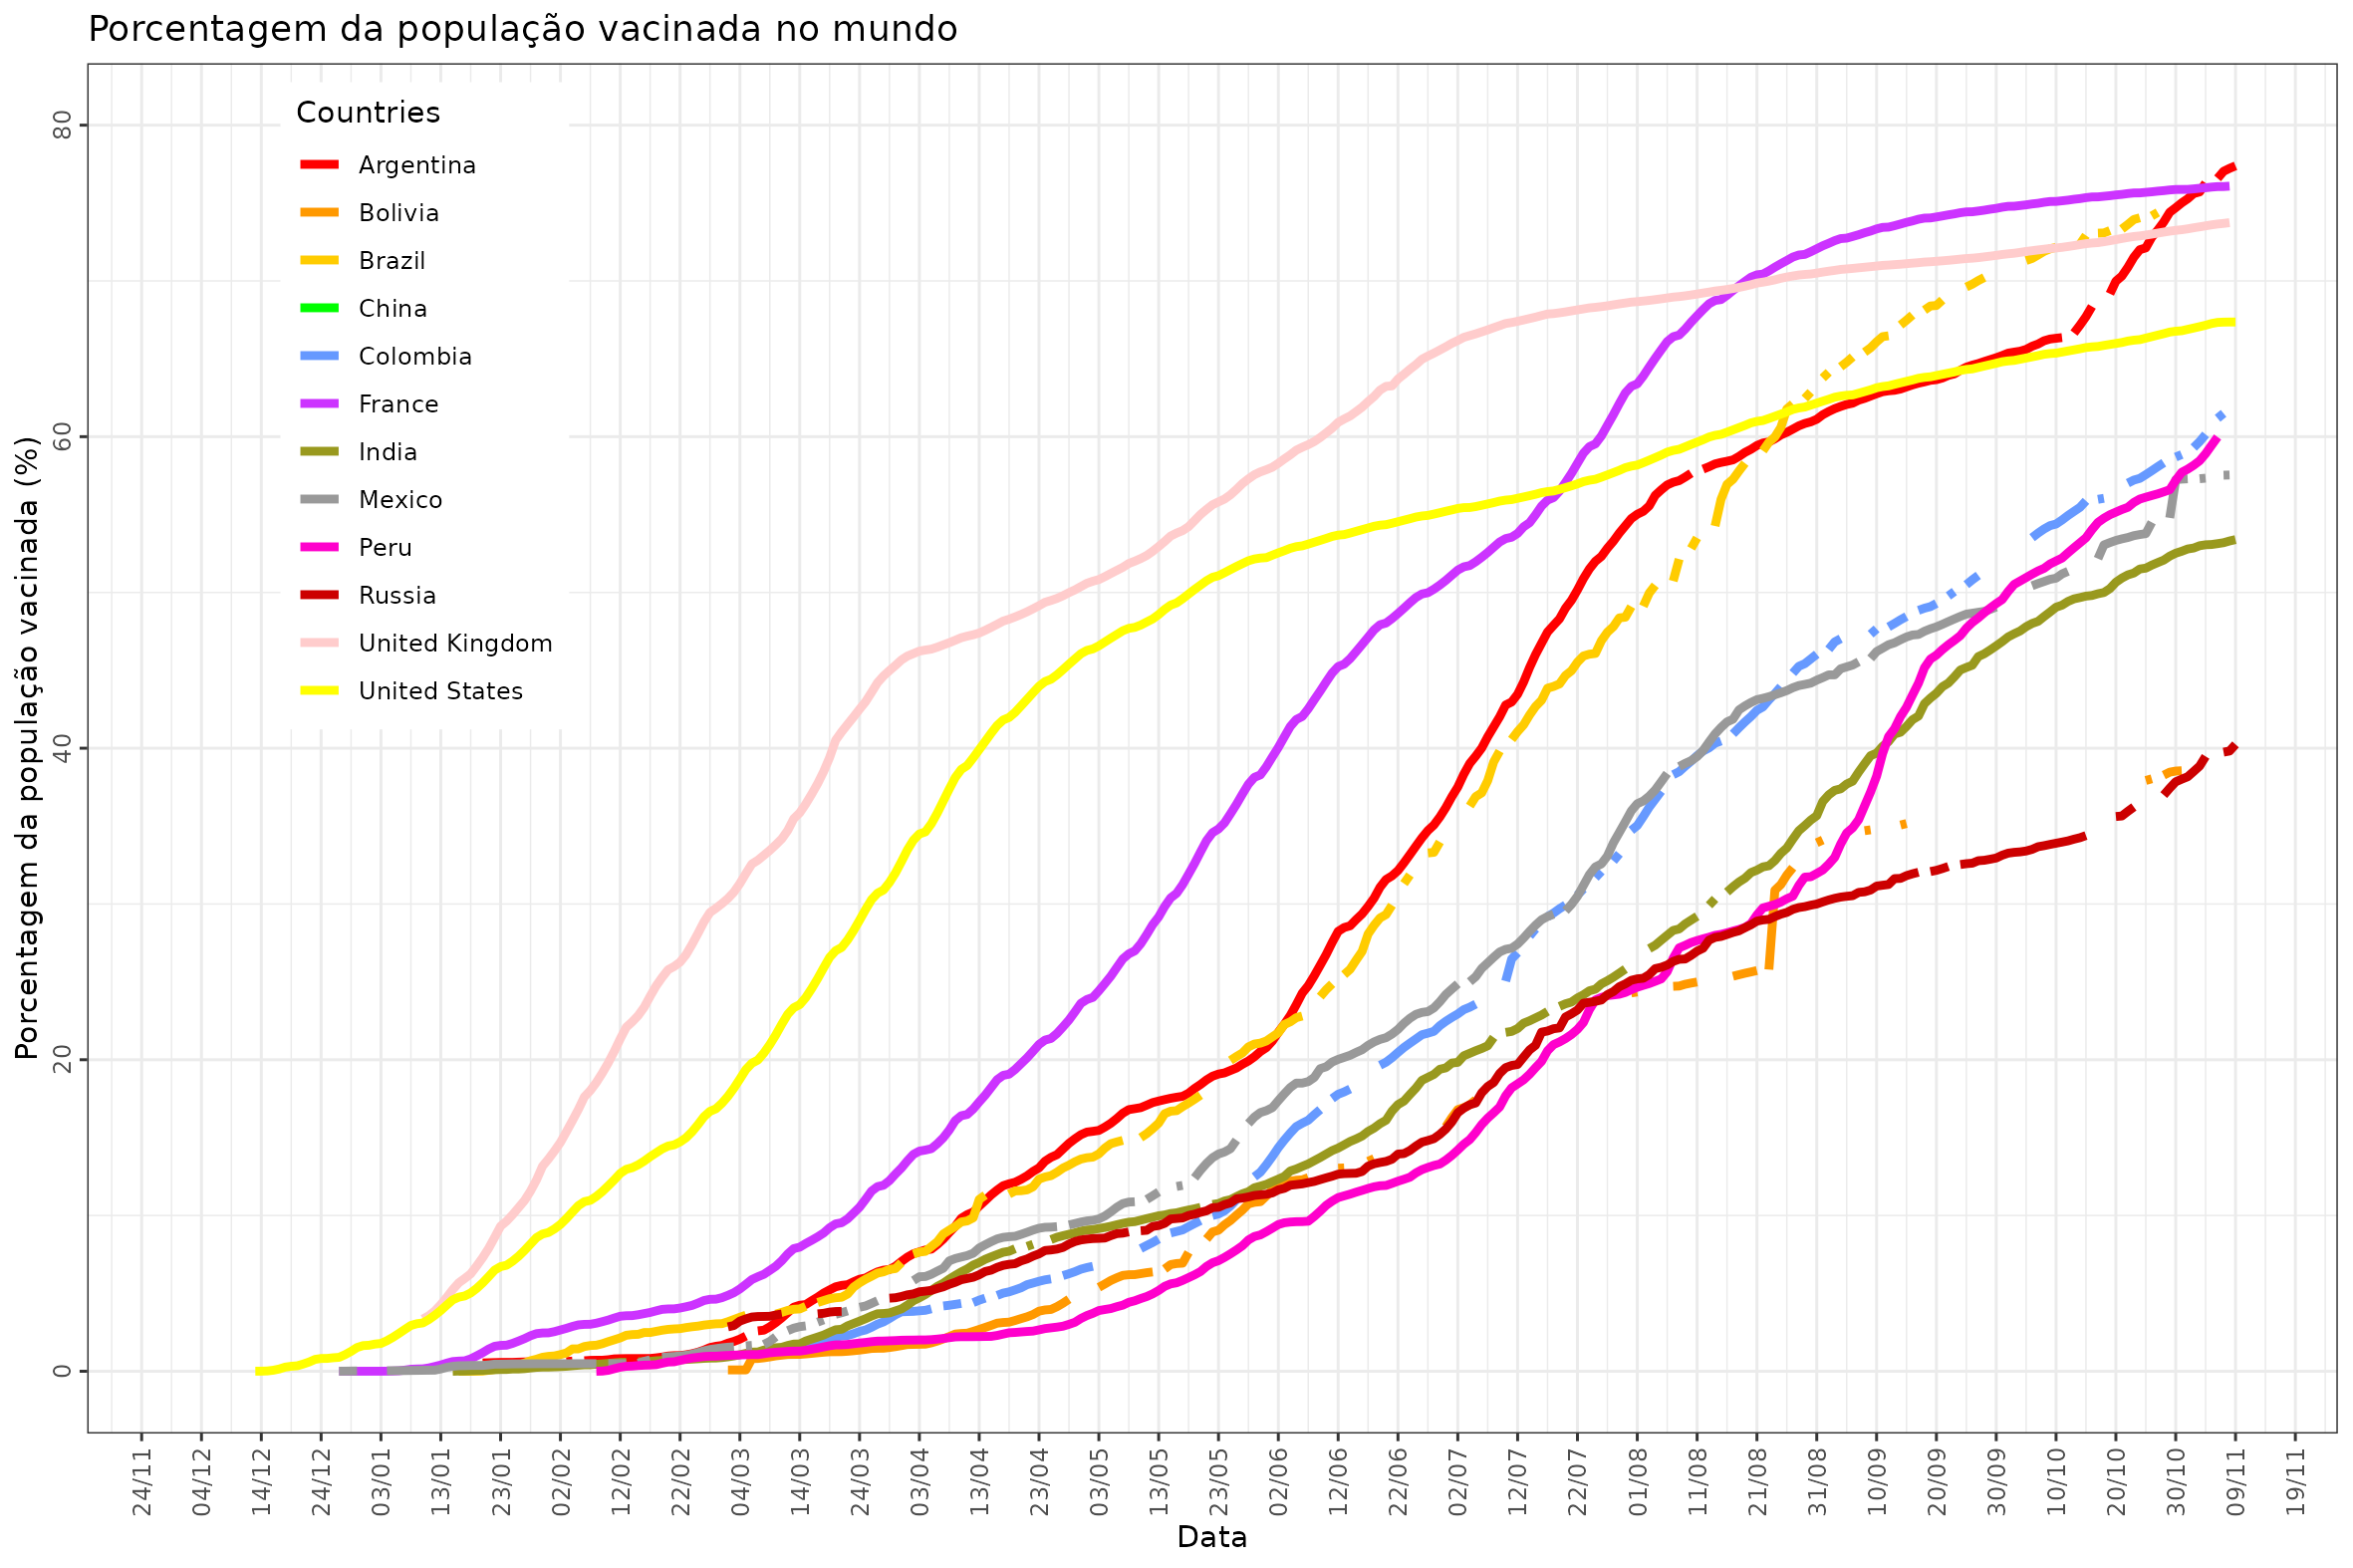 Porcentagem da população vacinada no mundo
Porcentagem da população vacinada (%)
80
60
40
20
0
Countries
Argentina
Bolivia
Brazil
China
Colombia
France
India
Mexico
Peru
Russia
United Kingdom
United States
24/11
04/12
14/12
24/12
03/01
13/01
23/01
02/02
12/02
22/02
04/03
14/03
24/03
03/04
13/04
23/04
03/05
13/05
23/05
02/06
12/06
22/06
02/07
12/07
22/07
01/08
11/08
21/08
31/08
10/09
20/09
30/09
10/10
20/10
30/10
09/11
19/11
Data